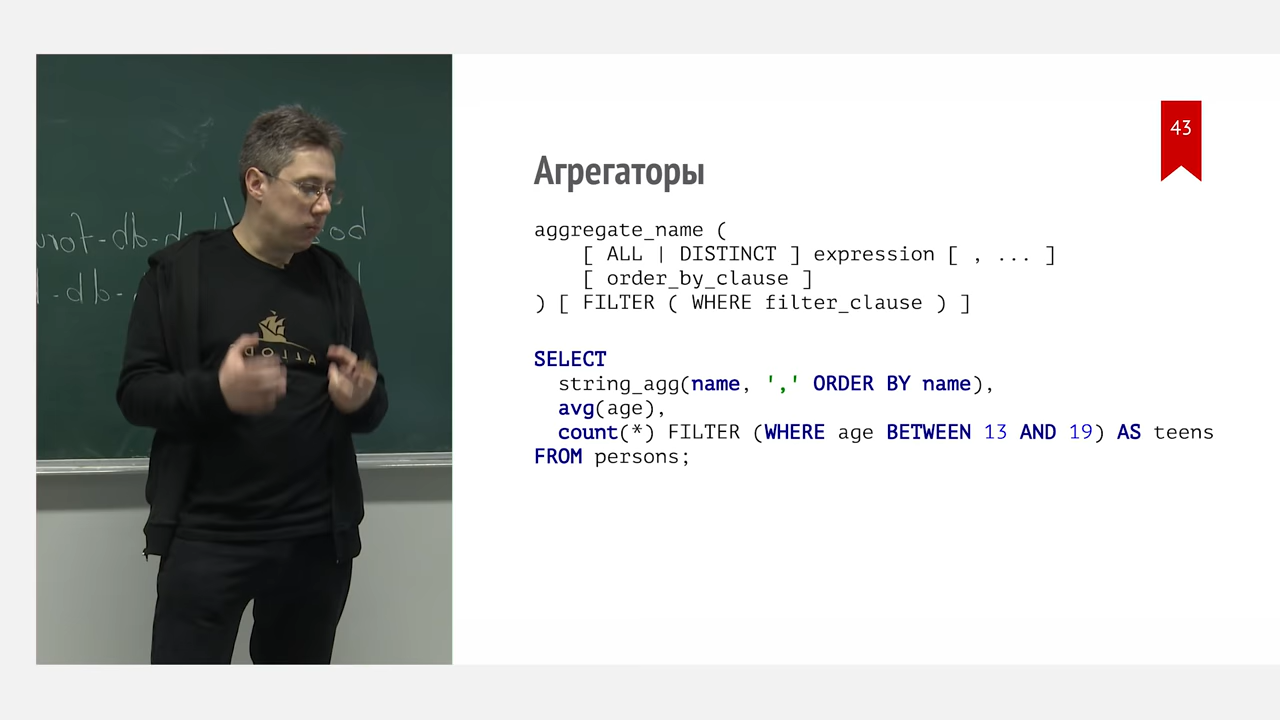 43
Агрегаторы
aggregate_name (
[ ALL | DISTINCT ] expression [ , ... ]
[ order_by_clause ]
) [ FILTER ( WHERE filter_clause ) ]
SELECT
string_agg(name, ',' ORDER BY name),
avg(age),
count(*) FILTER (WHERE age BETWEEN 13 AND 19) AS teens
FROM persons;